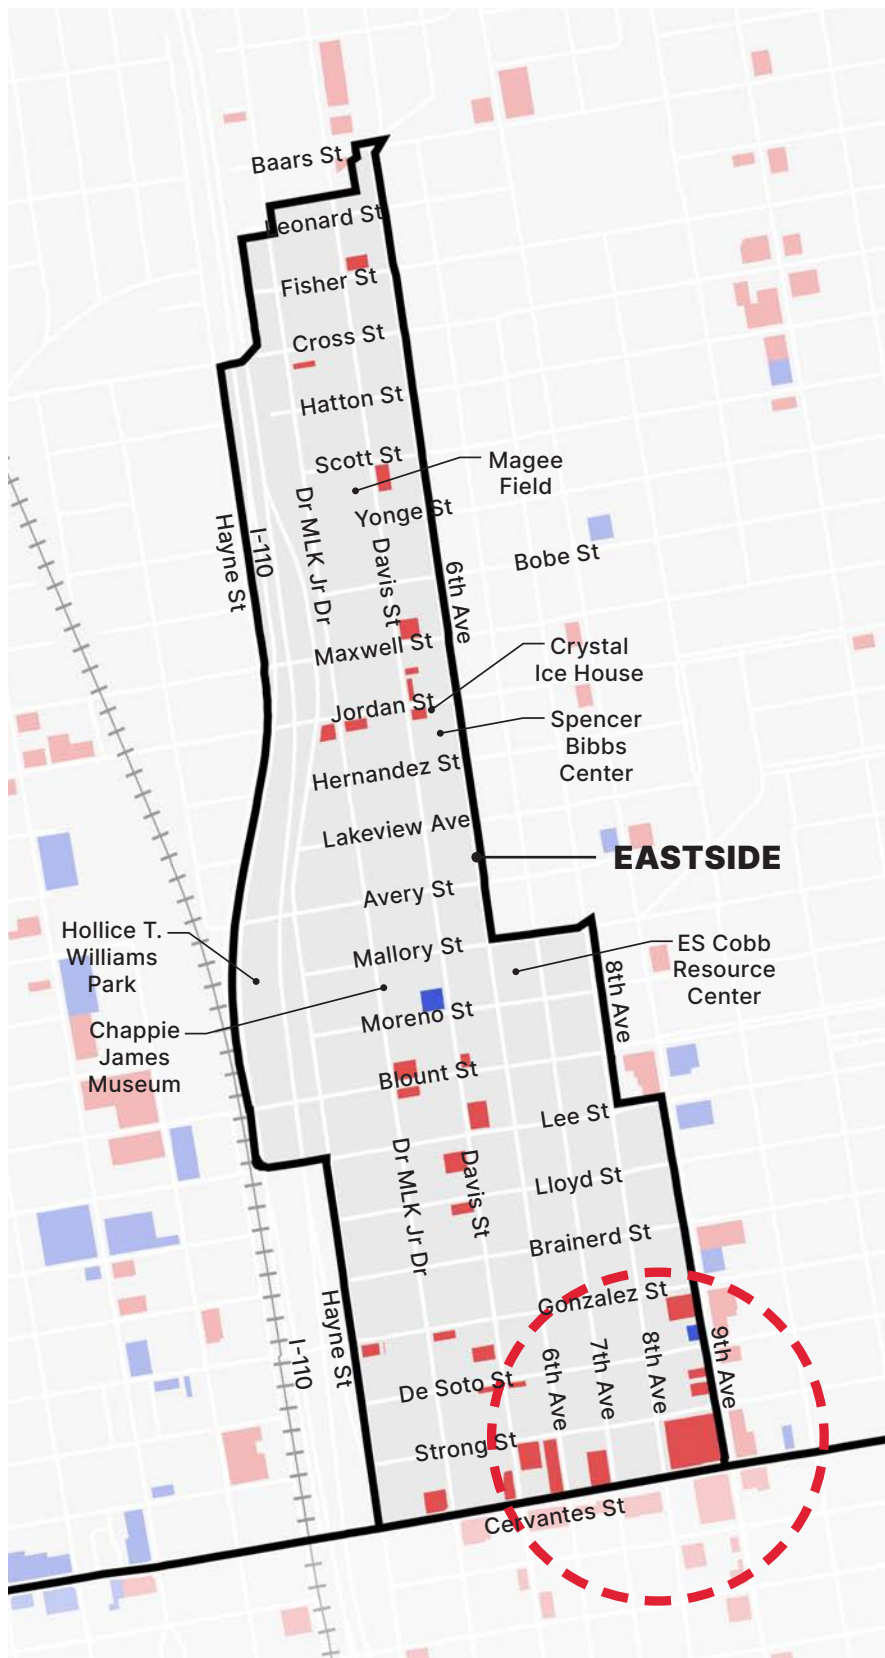 Baars St
Leonard St
Fisher St
Cross St
Hatton St
Scott St
Magee
Field
Yonge St
Dr MLK Jr Dr
Hayne St
I-110
Davis St
Bobe St
6th Ave
Maxwell St
Crystal
Ice House
Jordan St
Spencer
Bibbs
Center
Hernandez St
Lakeview Ave
EASTSIDE
Avery St
Hollice T.
Williams
Park
Mallory St
ES Cobb
Resource
Center
8th Ave
Chappie
James
Museum
Moreno St
Blount St
Lee St
Dr MLK Jr Dr
Davis St
Lloyd St
Brainerd St
Gonzalez St
Hayne St
I-110
6th Ave
7th Ave
8th Ave
9th Ave
De Soto St
Strong St
Cervantes St